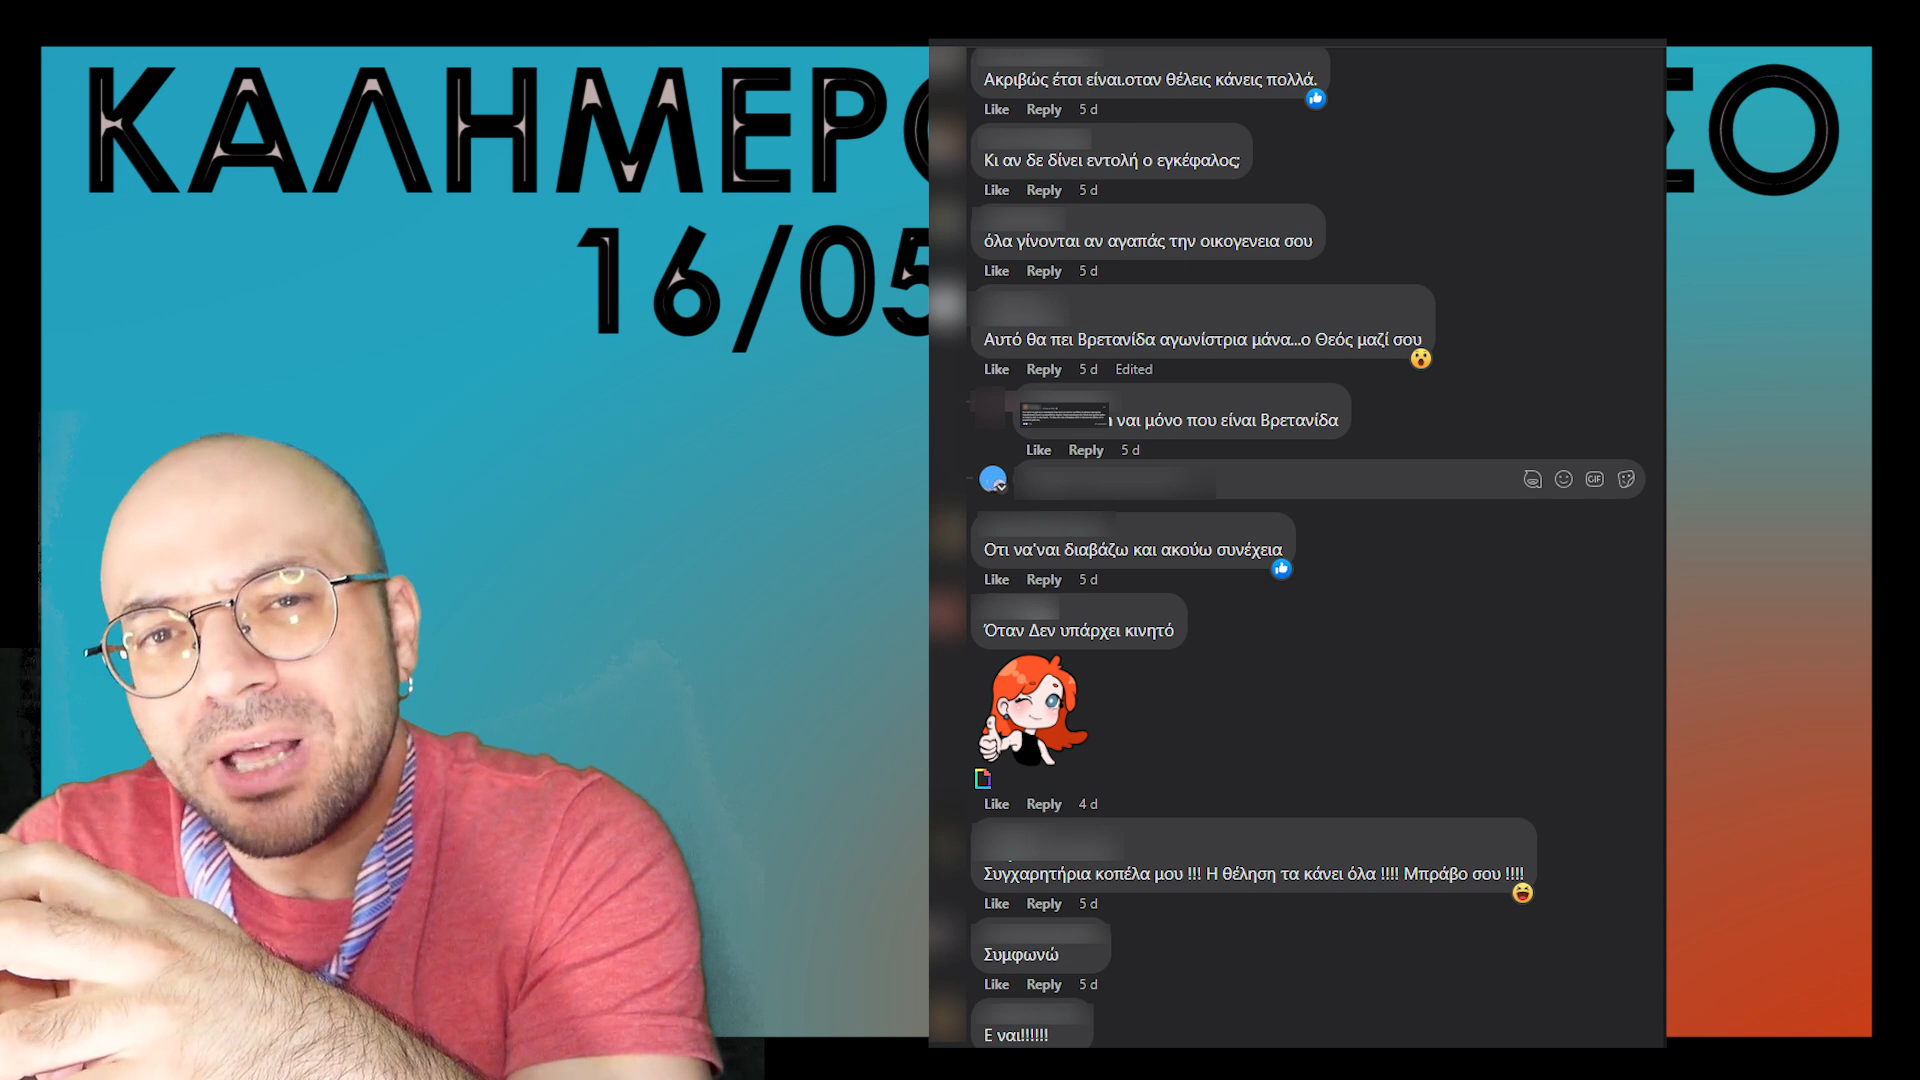 ΚΑΛΗΜΕΡ
ΣΟ
16/05
Ακριβώς έτσι είναι.οταν θέλεις κάνεις πολλά.
Like Reply 5 d
Κι αν δε δίνει εντολή ο εγκέφαλος;
Like Reply 5 d
όλα γίνονται αν αγαπάς την οικογενεια σου
Like Reply 5 d
Αυτό θα πει Βρετανίδα αγωνίστρια μάνα...ο Θεός μαζί σου
Like Reply 5 d Edited
ναι μόνο που είναι Βρετανίδα
Like Reply 5 d
GIF
Οτι να'ναι διαβάζω και ακούω συνέχεια
Like Reply 5 d
Όταν Δεν υπάρχει κινητό
Like Reply 4 d
Συγχαρητήρια κοπέλα μου !!! Η θέληση τα κάνει όλα !!!! Μπράβο σου !!!!
Like Reply 5 d
Συμφωνώ
Like Reply 5 d
Ε ναι!!!!!!